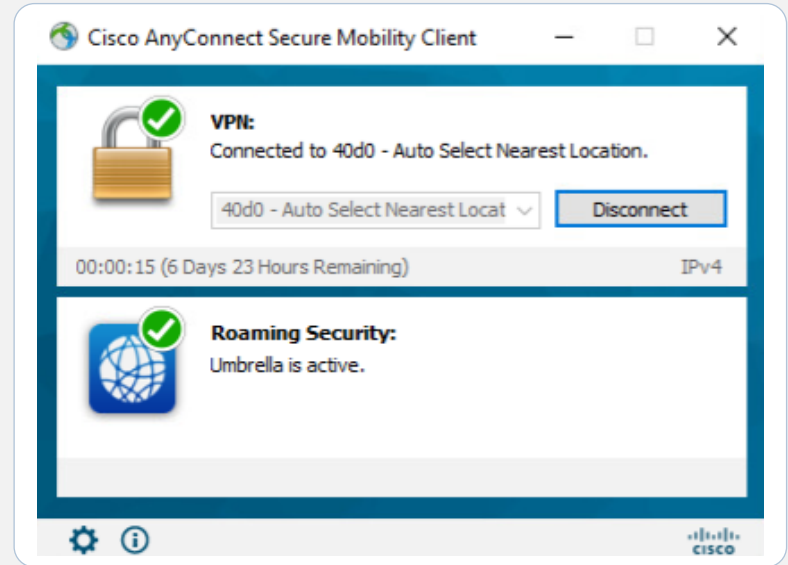 Cisco AnyConnect Secure Mobility Client
VPN:
Connected to 40d0 - Auto Select Nearest Location.
40d0 - Auto Select Nearest Locat
Disconnect
00:00:15 (6 Days 23 Hours Remaining)
IPv4
Roaming Security:
Umbrella is active.
CISCO